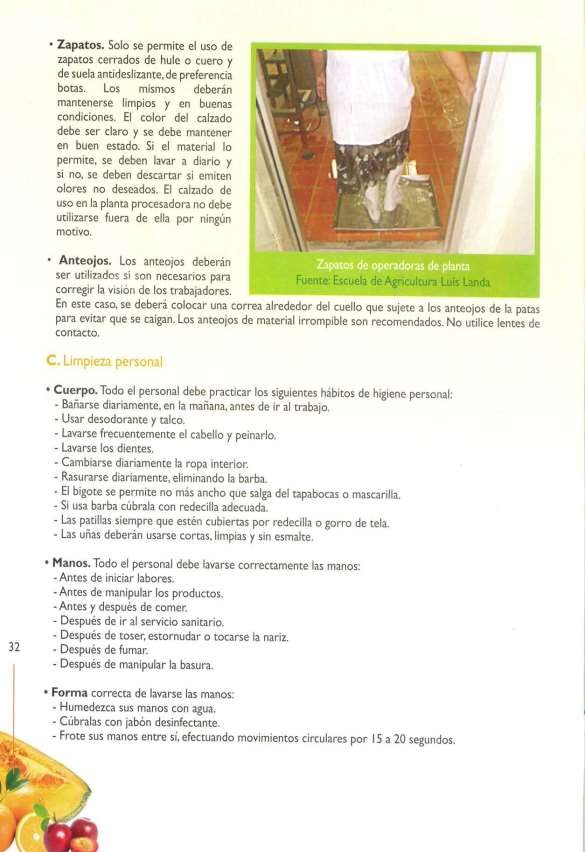 • Zapatos. Solo se permite el uso de
zapatos cerrados de hule o cuero y
de suela antideslizante, de preferencia
botas. Los mismos deberán
mantenerse limpios y en buenas
condiciones. El color del calzado
debe ser claro y se debe mantener
en buen estado. Si el material lo
permite, se deben lavar a diario y
si no, se deben descartar si emiten
olores no deseados. El calzado de
uso en la planta procesadora no debe
utilizarse fuera de ella por ningún
motivo.
Zapatos de operadoras de planta
Fuente: Escuela de Agricultura Luis Landa
• Anteojos. Los anteojos deberán
ser utilizados si son necesarios para
corregir la visión de los trabajadores.
En este caso, se deberá colocar una correa alrededor del cuello que sujete a los anteojos de la patas
para evitar que se caigan. Los anteojos de material irrompible son recomendados. No utilice lentes de
contacto.
C. Limpieza personal
• Cuerpo. Todo el personal debe practicar los siguientes hábitos de higiene personal:
- Bañarse diariamente, en la mañana, antes de ir al trabajo.
- Usar desodorante y talco.
- Lavarse frecuentemente el cabello y peinarlo.
- Lavarse los dientes.
- Cambiarse diariamente la ropa interior.
- Rasurarse diariamente, eliminando la barba.
- El bigote se permite no más ancho que salga del tapabocas o mascarilla.
- Si usa barba cúbrala con redecilla adecuada.
- Las patillas siempre que estén cubiertas por redecilla o gorro de tela.
- Las uñas deberán usarse cortas, limpias y sin esmalte.
• Manos. Todo el personal debe lavarse correctamente las manos:
- Antes de iniciar labores.
- Antes de manipular los productos.
- Antes y después de comer.
- Después de ir al servicio sanitario.
- Después de toser, estornudar o tocarse la nariz.
- Después de fumar.
- Después de manipular la basura.
32
• Forma correcta de lavarse las manos:
- Humedezca sus manos con agua.
- Cúbralas con jabón desinfectante.
- Frote sus manos entre sí, efectuando movimientos circulares por 15 a 20 segundos.